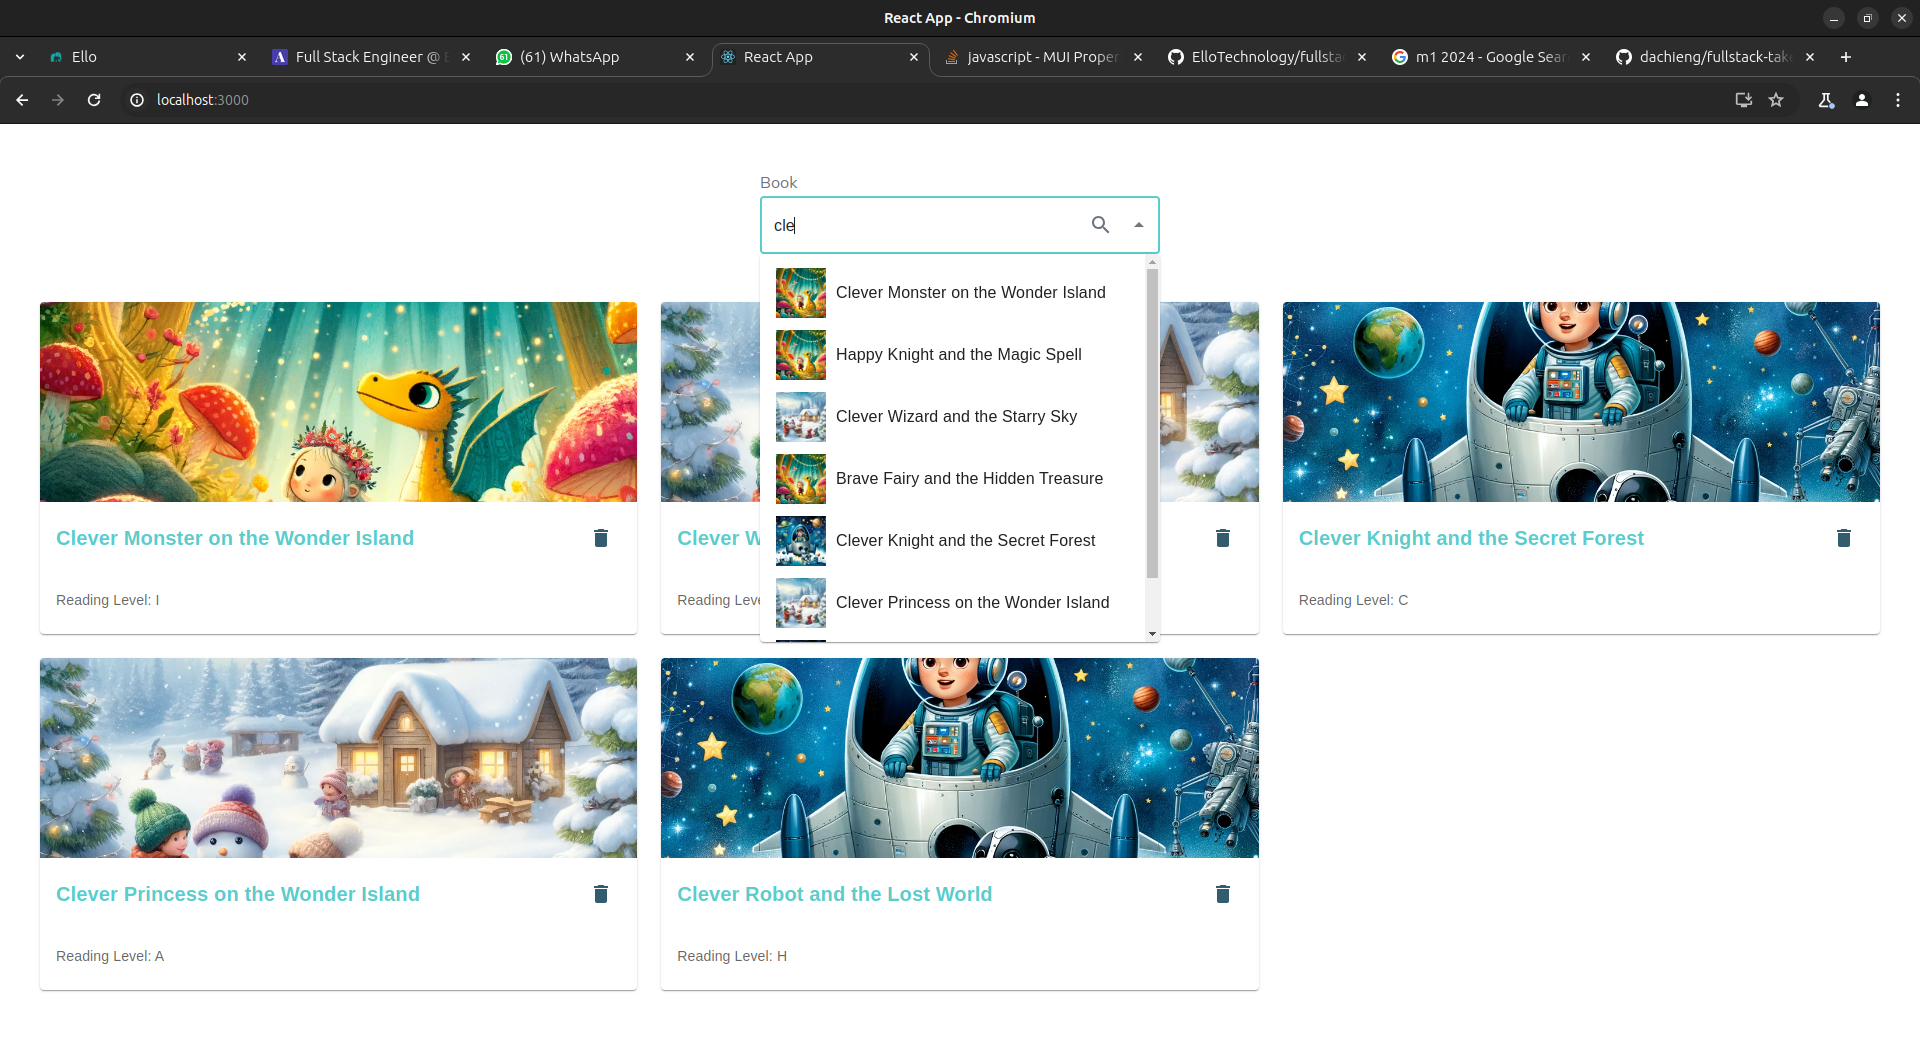 React App - Chromium
Ello
Full Stack Engineer @ E
(61) WhatsApp
React App
javascript - MUI Proper
ElloTechnology/fullsta
m1 2024 - Google Sear
dachieng/fullstack-take
localhost:3000
Book
cle
Clever Monster on the Wonder Island
Happy Knight and the Magic Spell
Clever Wizard and the Starry Sky
Brave Fairy and the Hidden Treasure
Clever Knight and the Secret Forest
Clever Princess on the Wonder Island
Clever Monster on the Wonder Island
Reading Level: I
Clever W
Reading Leve
Clever Knight and the Secret Forest
Reading Level: C
Clever Princess on the Wonder Island
Reading Level: A
Clever Robot and the Lost World
Reading Level: H